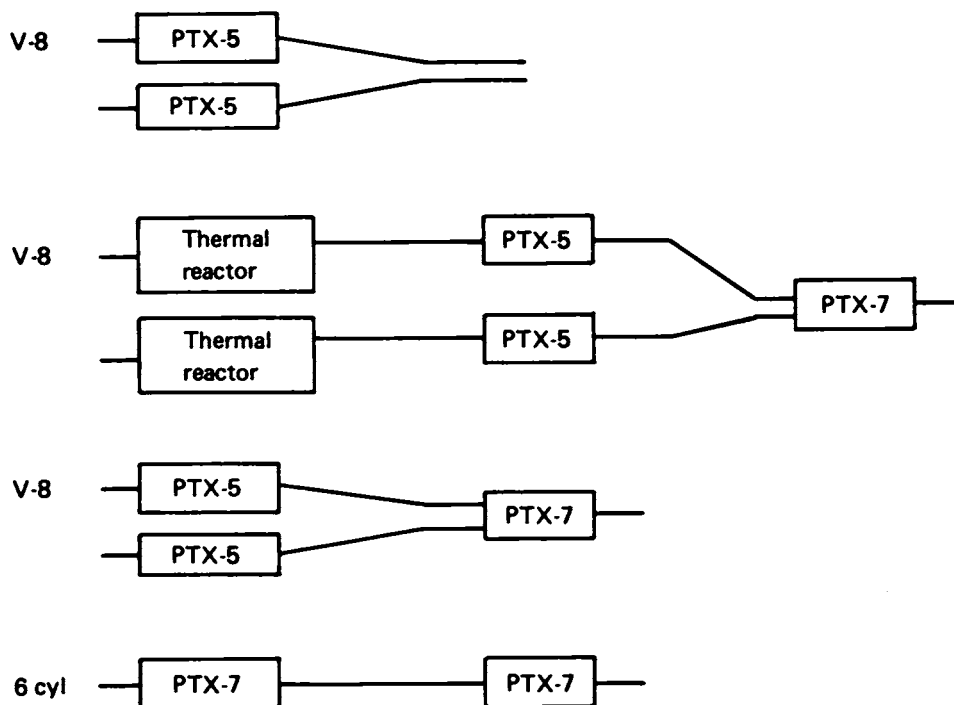 V-8
PTX-5
PTX-5
V-8
Thermal
reactor
PTX-5
PTX-7
Thermal
reactor
PTX-5
V-8
PTX-5
PTX-7
PTX-5
6 cyl
PTX-7
PTX-7